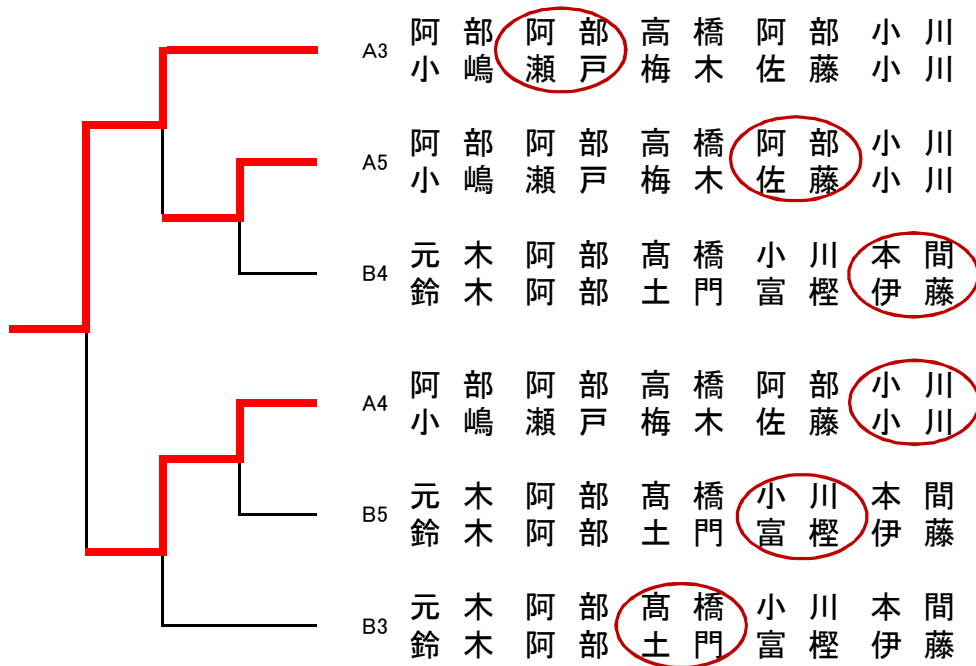 A3 阿部 阿部 高橋 阿部 小川
小嶋 瀬戸 梅木 佐藤 小川
A5 阿部 阿部 高橋 阿部 小川
小嶋 瀬戸 梅木 佐藤 小川
B4 元木 阿部 髙橋 小川 本間
鈴木 阿部 土門 富樫 伊藤
A4 阿部 阿部 高橋 阿部 小川
小嶋 瀬戸 梅木 佐藤 小川
B5 元木 阿部 髙橋 小川 本間
鈴木 阿部 土門 富樫 伊藤
B3 元木 阿部 髙橋 小川 本間
鈴木 阿部 土門 富樫 伊藤